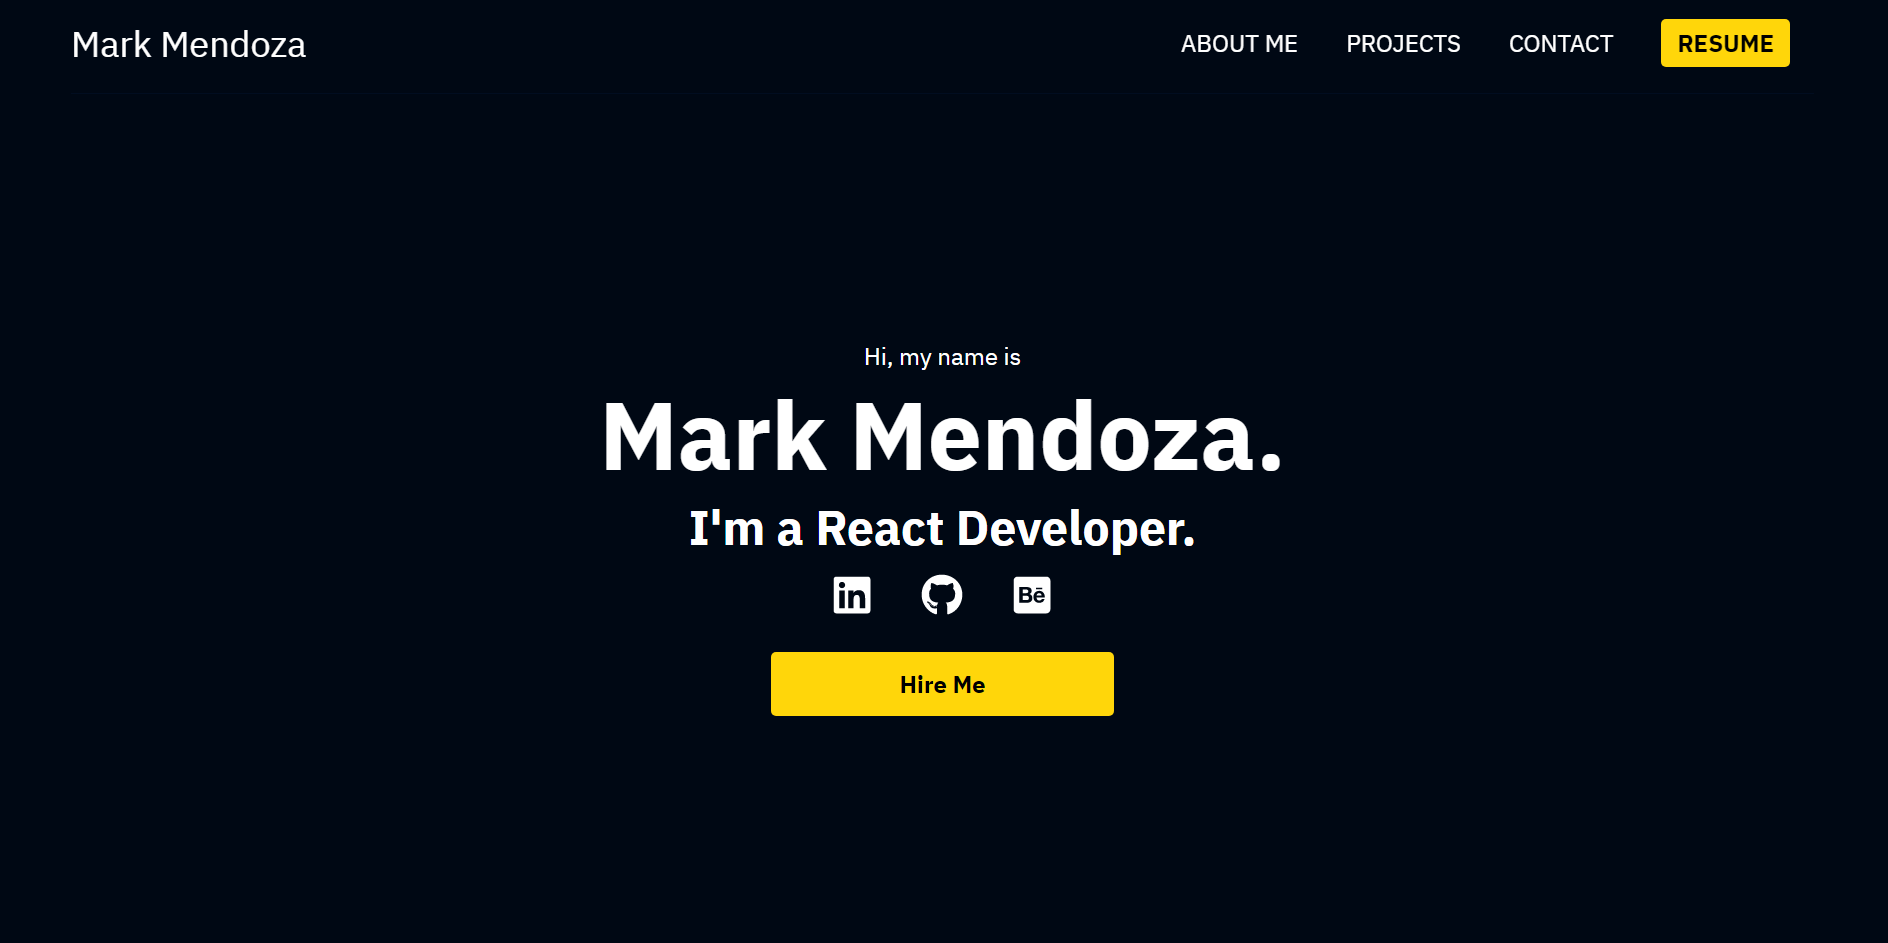 Mark Mendoza
ABOUT ME
PROJECTS
CONTACT
RESUME
Hi, my name is
Mark Mendoza.
I'm a React Developer.
in
Bē
Hire Me